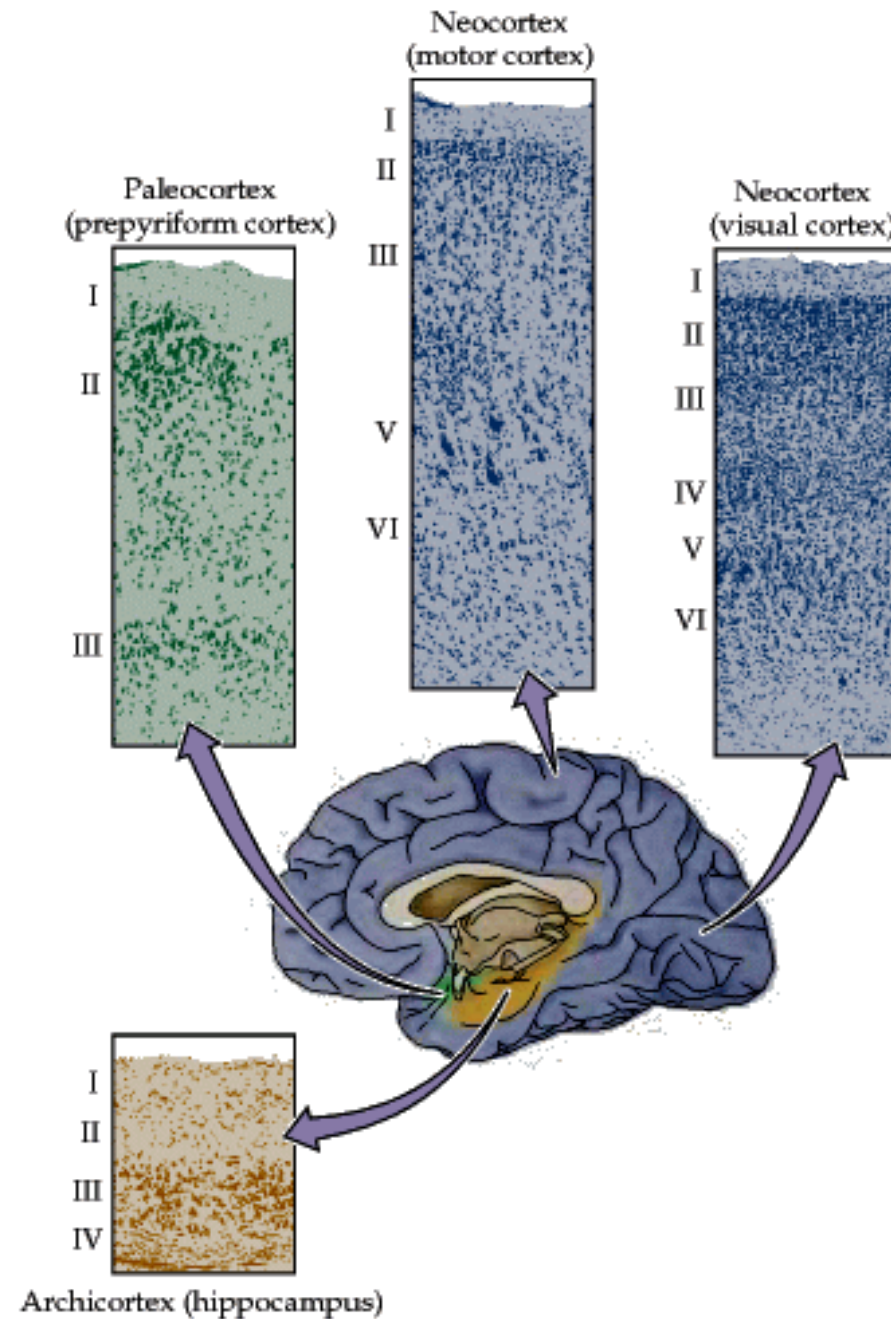 Neocortex
(motor cortex)
I
II
III
V
VI
Paleocortex
(prepyriform cortex)
I
II
III
Neocortex
(visual cortex)
I
II
III
IV
V
VI
I
II
III
IV
Archicortex (hippocampus)